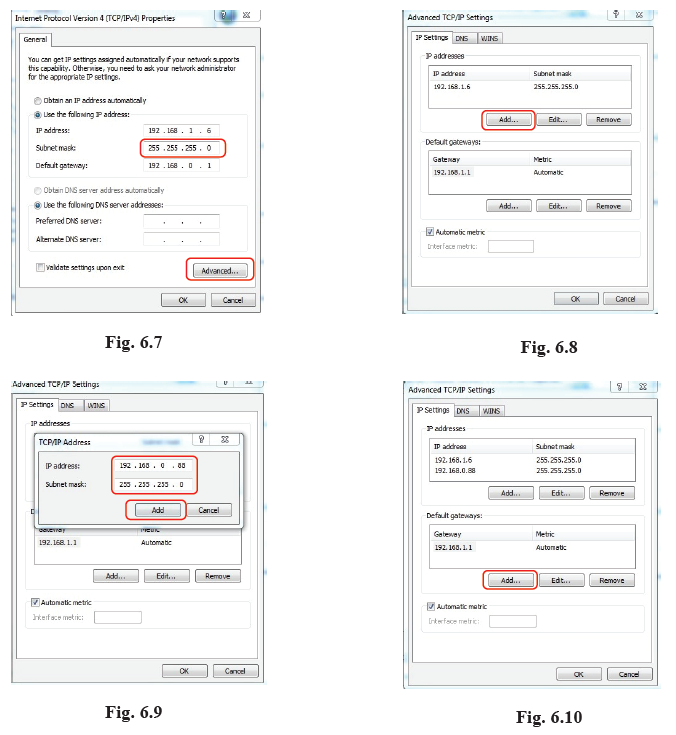 Internet Protocol Version 4 (TCP/IPv4) Properties
General
You can get IP settings assigned automatically if your network supports
this capability. Otherwise, you need to ask your network administrator
for the appropriate IP settings.
Obtain an IP address automatically
Use the following IP address:
IP address: 192 . 168 . 1 . 6
Subnet mask: 255 . 255 . 255 . 0
Default gateway: 192 . 168 . 0 . 1
Obtain DNS server address automatically
Use the following DNS server addresses:
Preferred DNS server: . . .
Alternate DNS server: . . .
Validate settings upon exit
Advanced...
OK Cancel
Fig. 6.7
Advanced TCP/IP Settings
IP Settings DNS WINS
IP addresses
IP address Subnet mask
192.168.1.6 255.255.255.0
Add... Edit... Remove
Default gateways:
Gateway Metric
192.168.1.1 Automatic
Add... Edit... Remove
Automatic metric
Interface metric:
OK Cancel
Fig. 6.8
Advanced TCP/IP Settings
IP Settings DNS WINS
IP addresses
TCP/IP Address
IP address: 192 . 168 . 0 . 88
Subnet mask: 255 . 255 . 255 . 0
Add Cancel
Gateway Metric
192.168.1.1 Automatic
Add... Edit... Remove
Automatic metric
Interface metric:
OK Cancel
Fig. 6.9
Advanced TCP/IP Settings
IP Settings DNS WINS
IP addresses
IP address Subnet mask
192.168.1.6 255.255.255.0
192.168.0.88 255.255.255.0
Add... Edit... Remove
Default gateways:
Gateway Metric
192.168.1.1 Automatic
Add... Edit... Remove
Automatic metric
Interface metric:
OK Cancel
Fig. 6.10